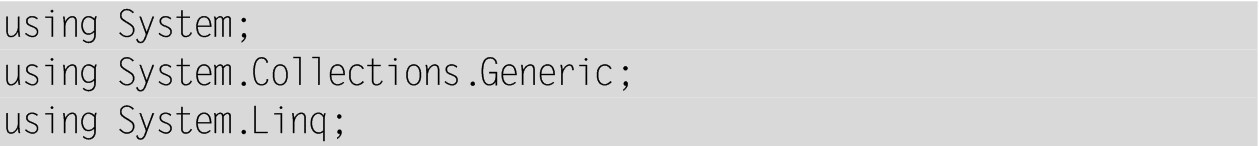 using System;
using System.Collections.Generic;
using System.Linq;